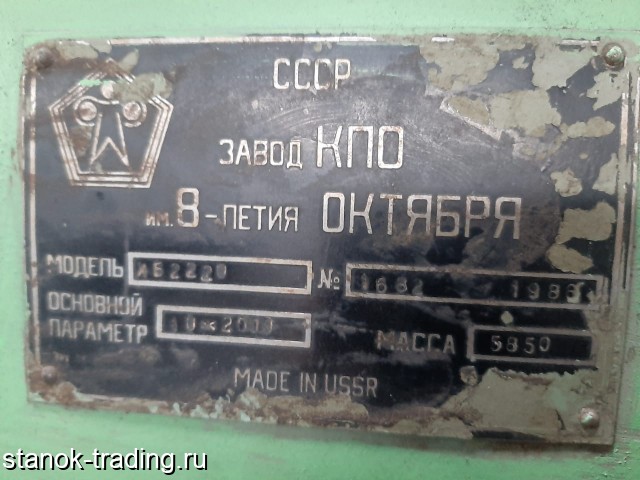 СССР
ЗАВОД КПО
ИМ. 8-ЛЕТИЯ ОКТЯБРЯ
МОДЕЛЬ №
ОСНОВНОЙ
ПАРАМЕТР МАССА 5850
MADE IN USSR
stanok-trading.ru